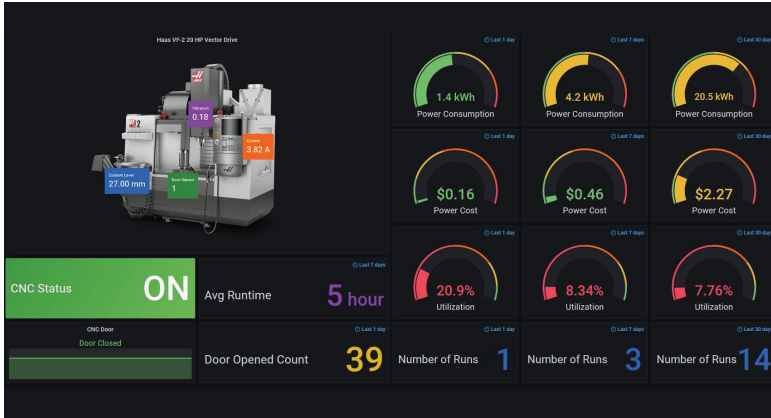 Haas VF-2 20 HP Vector Drive
Vibration
0.18
Current
3.82 A
Coolant Level
27.00 mm
Door Sensor
1
Last 1 day
1.4 kWh
Power Consumption
Last 7 days
4.2 kWh
Power Consumption
Last 30 day
20.5 kWh
Power Consumption
Last 1 day
$0.16
Power Cost
Last 7 days
$0.46
Power Cost
Last 30 day
$2.27
Power Cost
CNC Status
ON
Last 7 days
Avg Runtime
5 hour
Last 1 day
20.9%
Utilization
Last 7 days
8.34%
Utilization
Last 30 day
7.76%
Utilization
CNC Door
Door Closed
Last 1 day
Door Opened Count
39
Last 1 day
Number of Runs
1
Last 7 days
Number of Runs
3
Last 30 day
Number of Runs
14